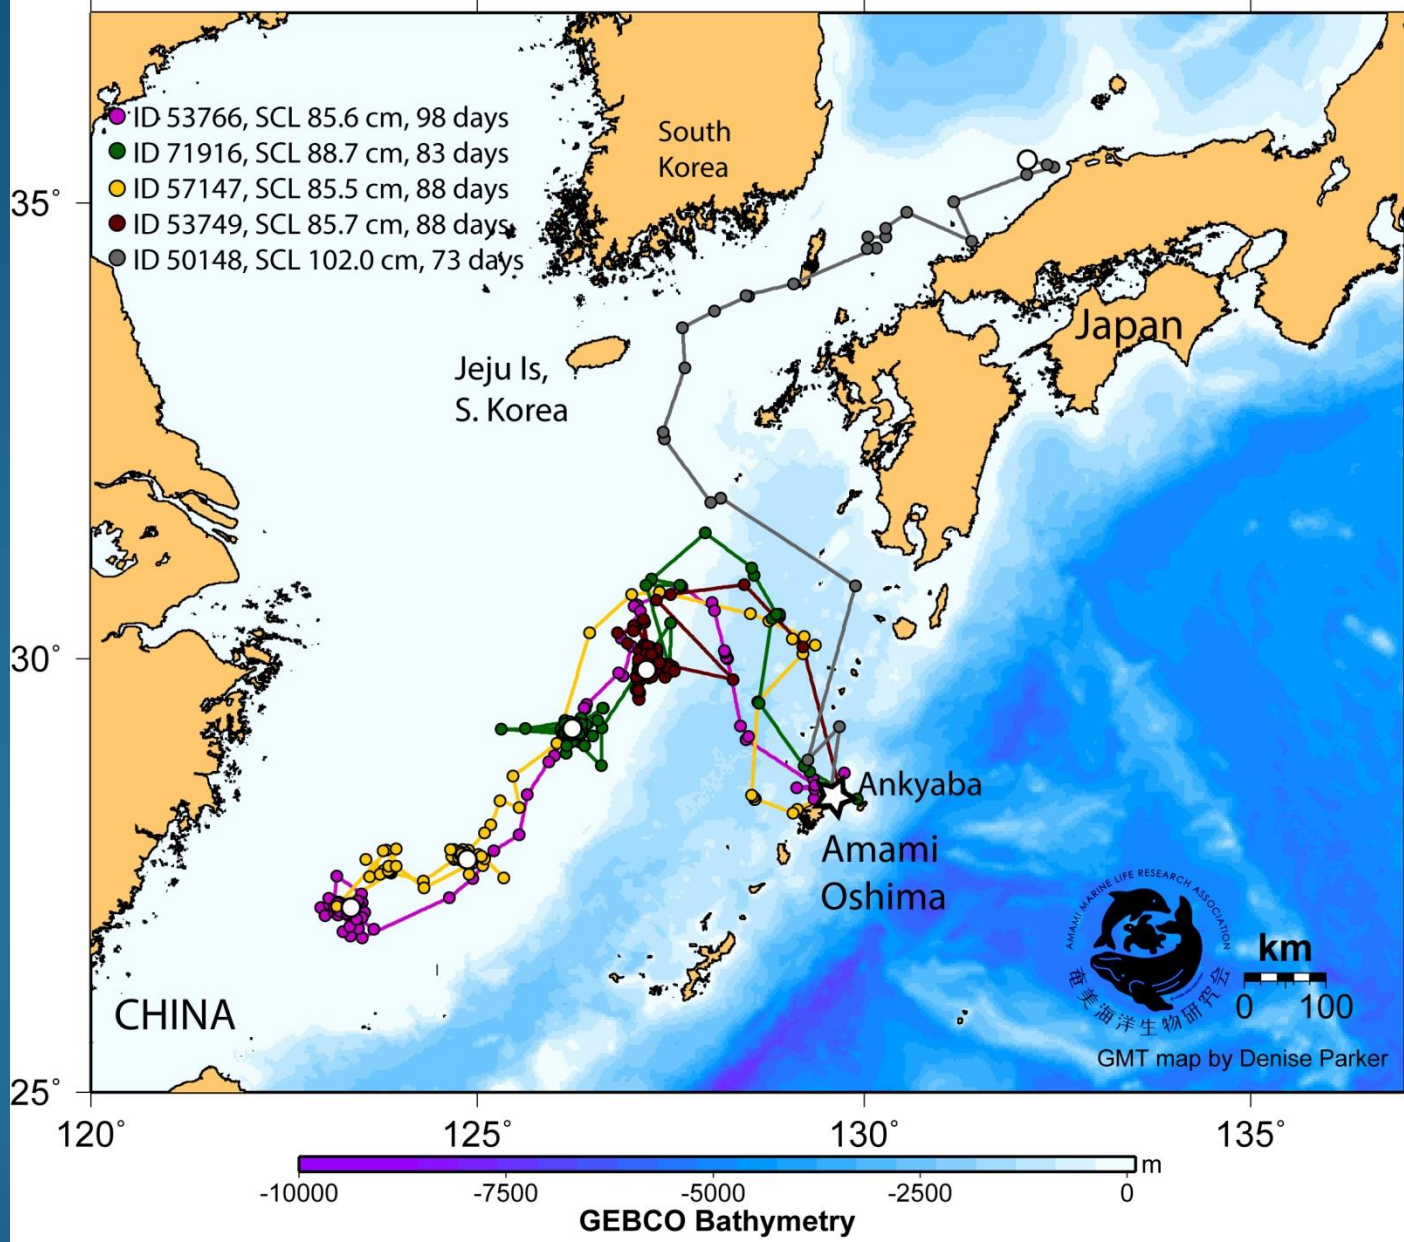 ID 53766, SCL 85.6 cm, 98 days
ID 71916, SCL 88.7 cm, 83 days
ID 57147, SCL 85.5 cm, 88 days
ID 53749, SCL 85.7 cm, 88 days
ID 50148, SCL 102.0 cm, 73 days
South
Korea
35°
Japan
Jeju Is,
S. Korea
30°
Ankyaba
Amami
Oshima
AMAMI MARINE LIFE RESEARCH ASSOCIATION
奄美海洋生物研究会
km
0 100
CHINA
GMT map by Denise Parker
25°
120° 125° 130° 135°
m
-10000 -7500 -5000 -2500 0
GEBCO Bathymetry